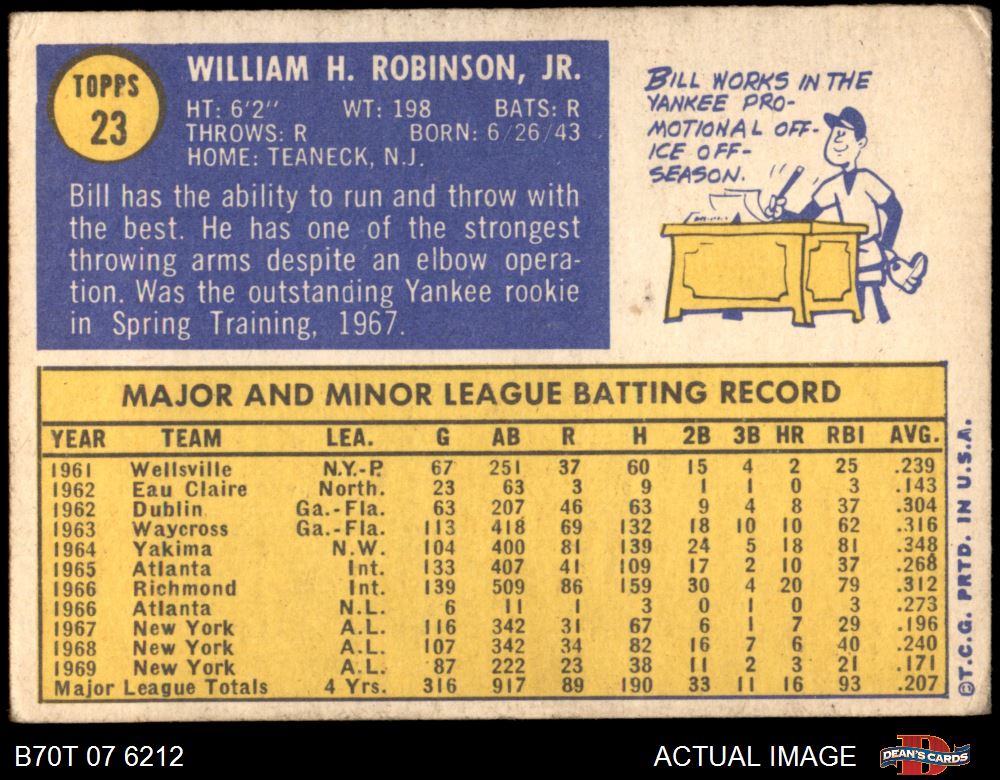 TOPPS
23
WILLIAM H. ROBINSON, JR.
HT: 6'2" WT: 198 BATS: R
THROWS: R BORN: 6/26/43
HOME: TEANECK, N.J.
Bill has the ability to run and throw with
the best. He has one of the strongest
throwing arms despite an elbow opera-
tion. Was the outstanding Yankee rookie
in Spring Training, 1967.
BILL WORKS IN THE
YANKEE PRO-
MOTIONAL OFF-
ICE OFF-
SEASON.
MAJOR AND MINOR LEAGUE BATTING RECORD
YEAR TEAM LEA. G AB R H 2B 3B HR RBI AVG.
1961 Wellsville N.Y.-P. 67 251 37 60 15 4 2 25 .239
1962 Eau Claire North. 23 63 3 9 1 1 0 3 .143
1962 Dublin Ga.-Fla. 63 207 46 63 9 4 8 37 .304
1963 Waycross Ga.-Fla. 113 418 69 132 18 10 10 62 .316
1964 Yakima N.W. 104 400 81 139 24 5 18 81 .348
1965 Atlanta Int. 133 407 41 109 17 2 10 37 .268
1966 Richmond Int. 139 509 86 159 30 4 20 79 .312
1966 Atlanta N.L. 6 11 1 3 0 1 0 3 .273
1967 New York A.L. 116 342 31 67 6 1 7 29 .196
1968 New York A.L. 107 342 34 82 16 7 6 40 .240
1969 New York A.L. 87 222 23 38 11 2 3 21 .171
Major League Totals 4 Yrs. 316 917 89 190 33 11 16 93 .207
©T.C.G. PRTD. IN U.S.A.
B70T 07 6212
ACTUAL IMAGE
DEAN'S CARDS